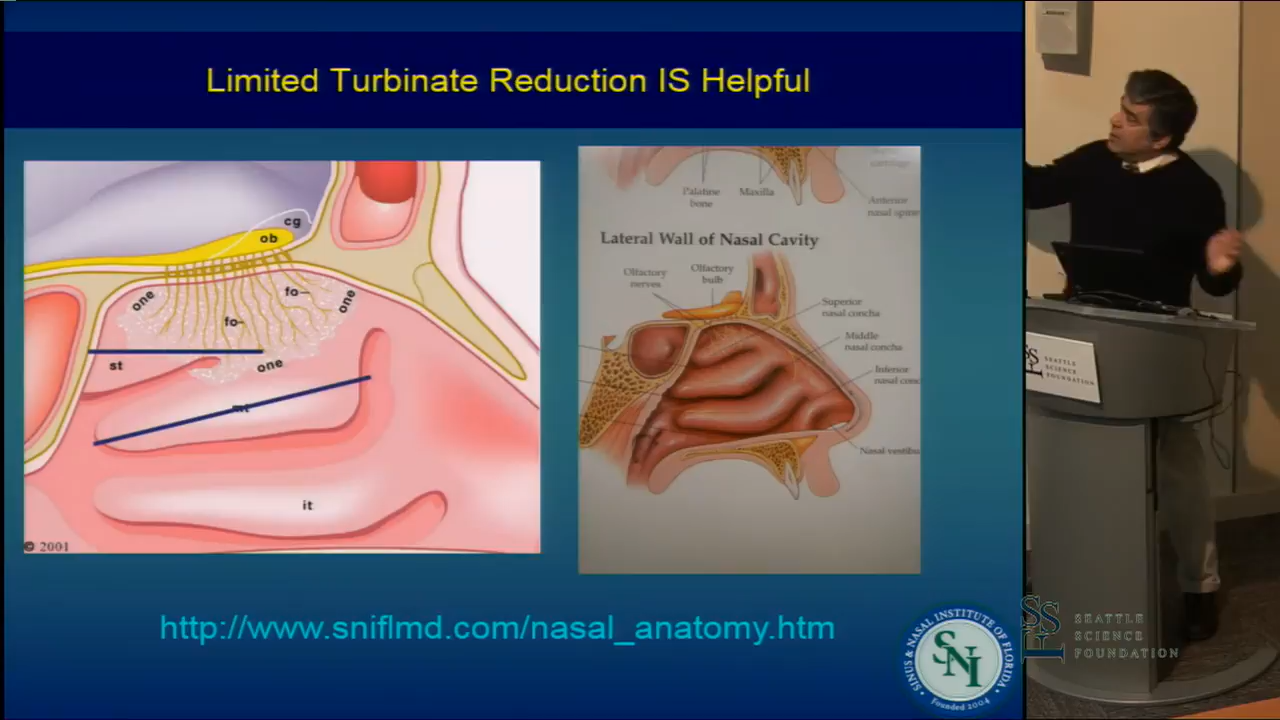 Limited Turbinate Reduction IS Helpful
cg
ob
one
fo
one
fo
st
one
mt
it
© 2001
Palatine
bone
Maxilla
Anterior
nasal spine
Lateral Wall of Nasal Cavity
Olfactory
nerves
Olfactory
bulb
Superior
nasal concha
Middle
nasal concha
Inferior
nasal conc
Nasal vestibu
http://www.sniflmd.com/nasal_anatomy.htm
SINUS & NASAL INSTITUTE OF FLORIDA
SNI
Founded 2004
SEATTLE
SCIENCE
FOUNDATION
SSF
SEATTLE
SCIENCE
FOUNDATION